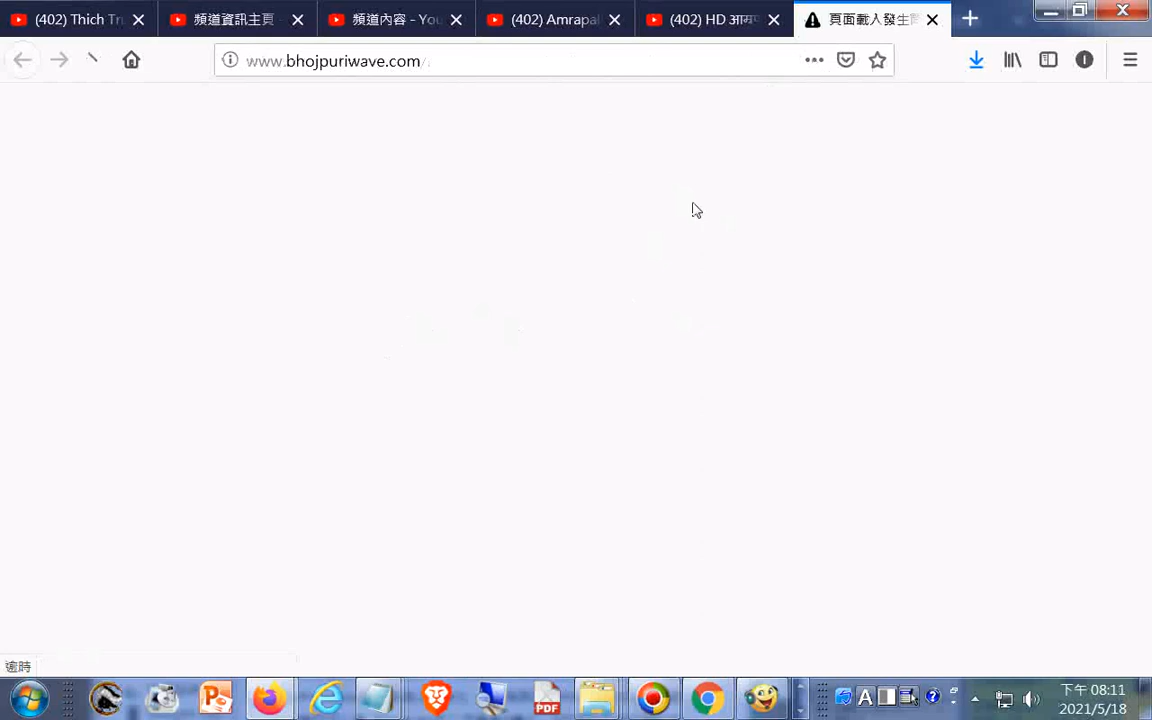 (402) Thich Tr
頻道資訊主頁
頻道內容 - You
(402) Amrapal
(402) HD आम्र
頁面載入發生
www.bhojpuriwave.com/
逾時
PDF
A
下午 08:11
2021/5/18